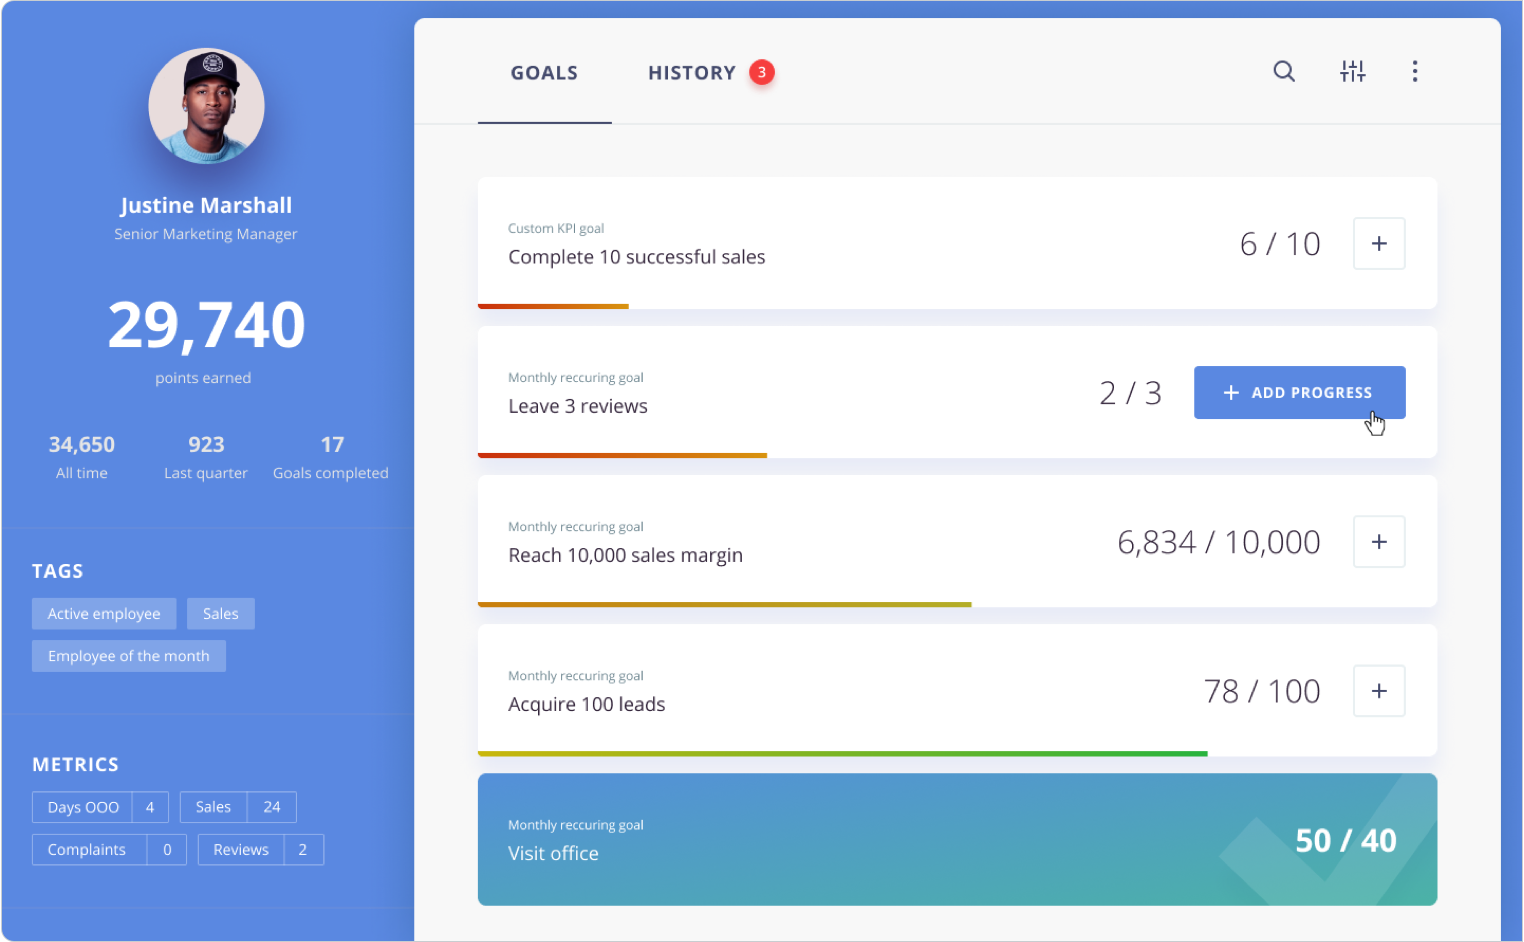 Justine Marshall
Senior Marketing Manager
29,740
points earned
34,650
All time
923
Last quarter
17
Goals completed
TAGS
Active employee
Sales
Employee of the month
METRICS
Days OOO 4
Sales 24
Complaints 0
Reviews 2
GOALS
HISTORY 3
Custom KPI goal
Complete 10 successful sales
6 / 10
+
Monthly reccuring goal
Leave 3 reviews
2 / 3
+ ADD PROGRESS
Monthly reccuring goal
Reach 10,000 sales margin
6,834 / 10,000
+
Monthly reccuring goal
Acquire 100 leads
78 / 100
+
Monthly reccuring goal
Visit office
50 / 40